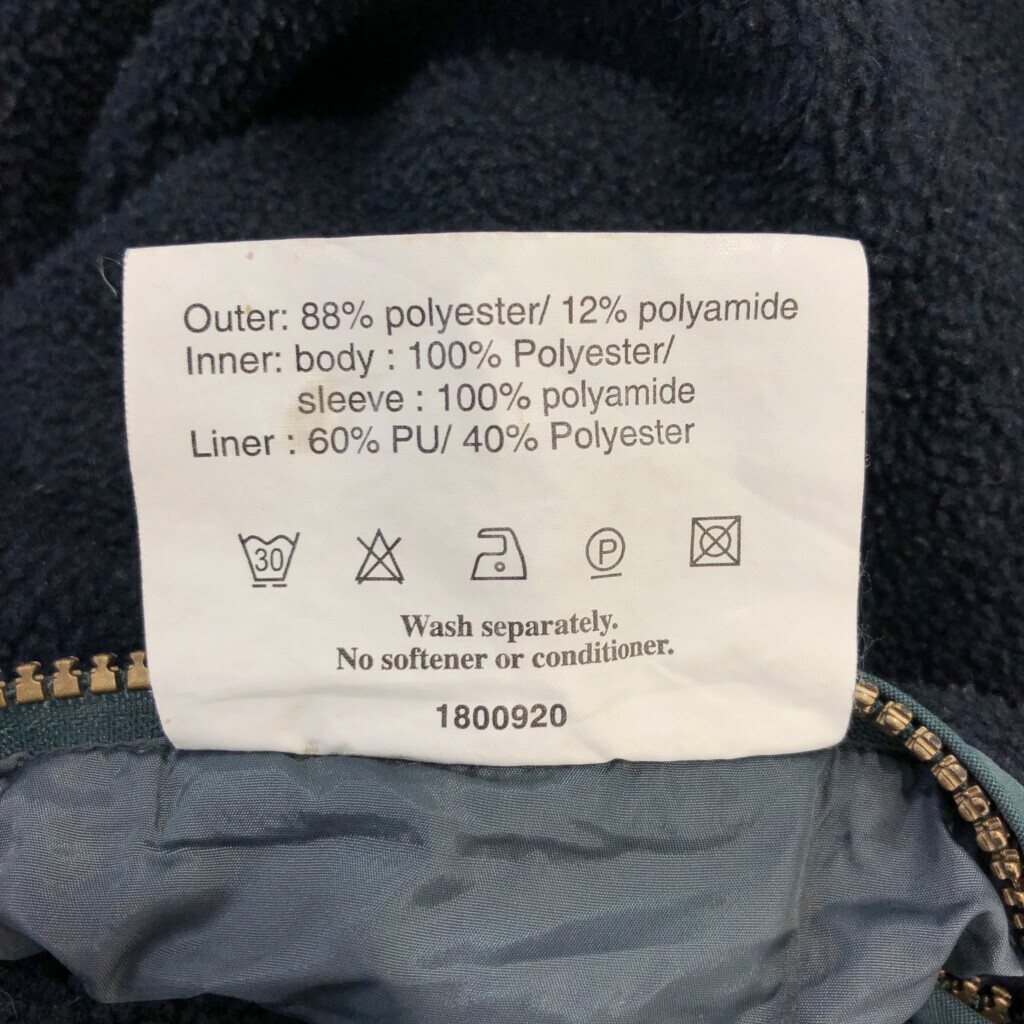 Outer: 88% polyester/ 12% polyamide
Inner: body : 100% Polyester/
sleeve : 100% polyamide
Liner : 60% PU/ 40% Polyester
30
P
Wash separately.
No softener or conditioner.
1800920